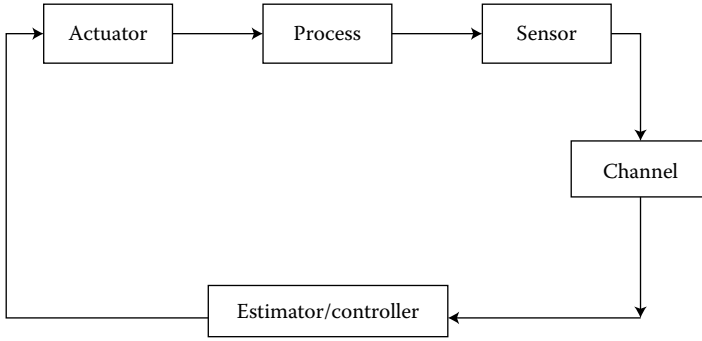 Actuator
Process
Sensor
Channel
Estimator/controller